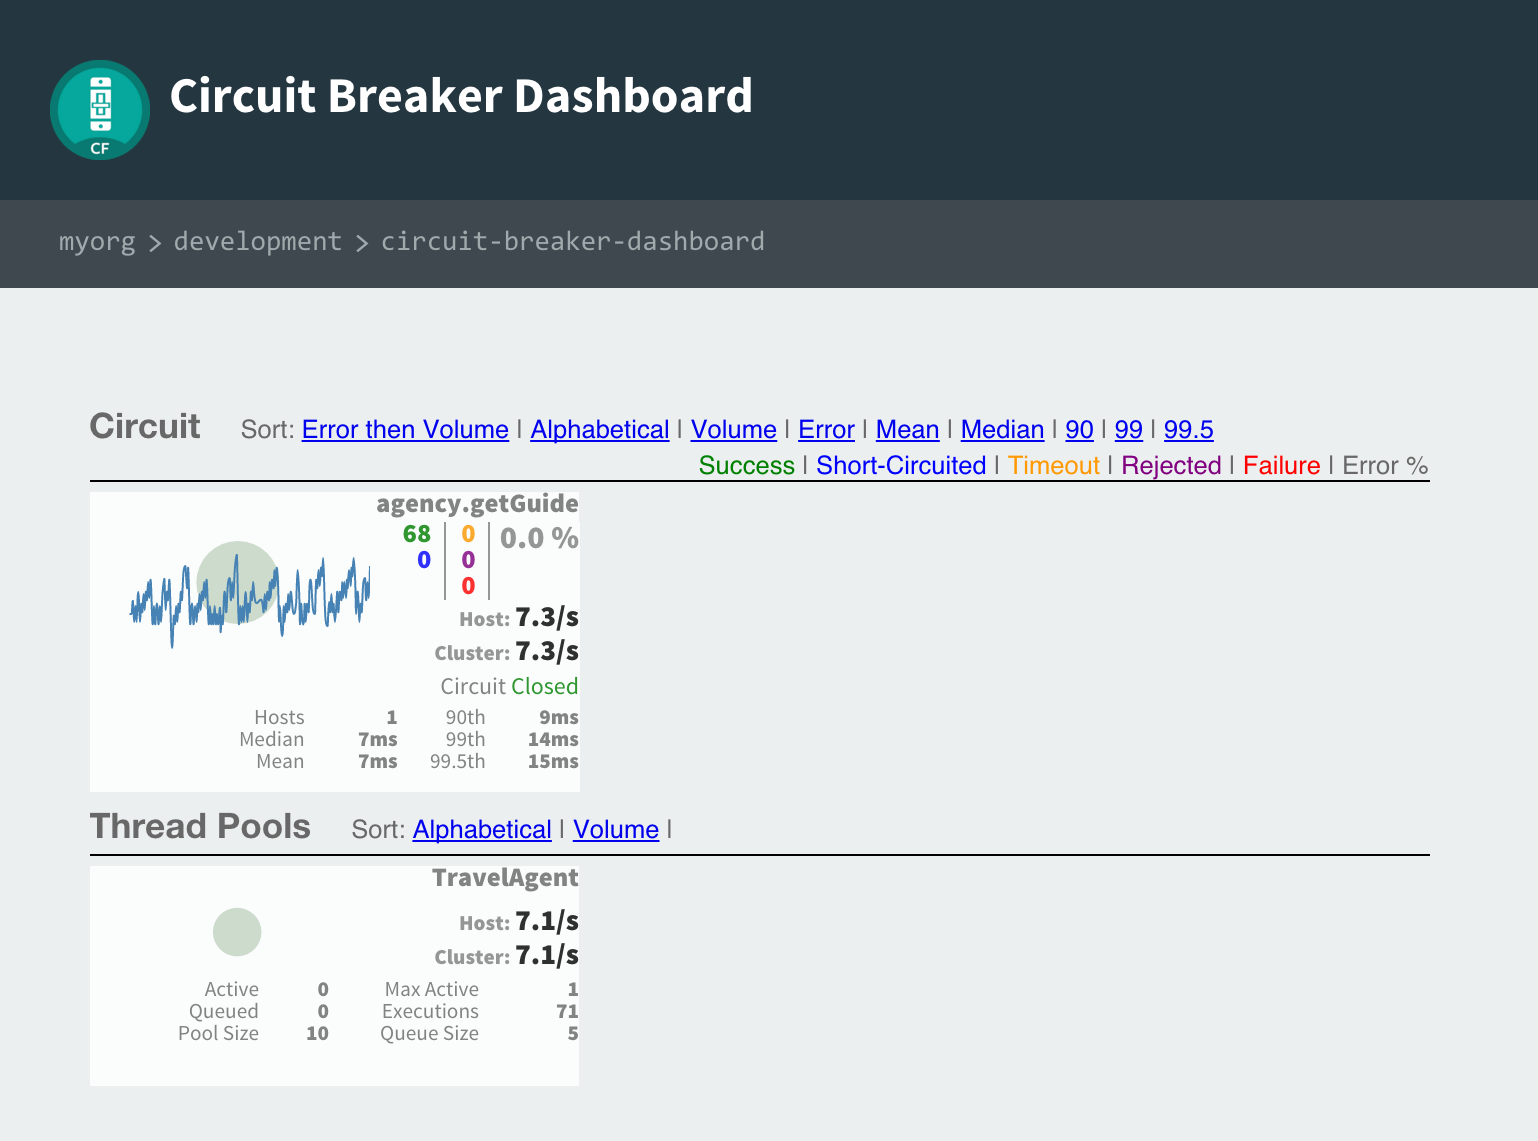 Circuit Breaker Dashboard
CF
myorg > development > circuit-breaker-dashboard
Circuit Sort: Error then Volume | Alphabetical | Volume | Error | Mean | Median | 90 | 99 | 99.5
Success | Short-Circuited | Timeout | Rejected | Failure | Error %
agency.getGuide
68 0 0.0 %
0 0
0
Host: 7.3/s
Cluster: 7.3/s
Circuit Closed
Hosts 1 90th 9ms
Median 7ms 99th 14ms
Mean 7ms 99.5th 15ms
Thread Pools Sort: Alphabetical | Volume |
TravelAgent
Host: 7.1/s
Cluster: 7.1/s
Active 0 Max Active 1
Queued 0 Executions 71
Pool Size 10 Queue Size 5